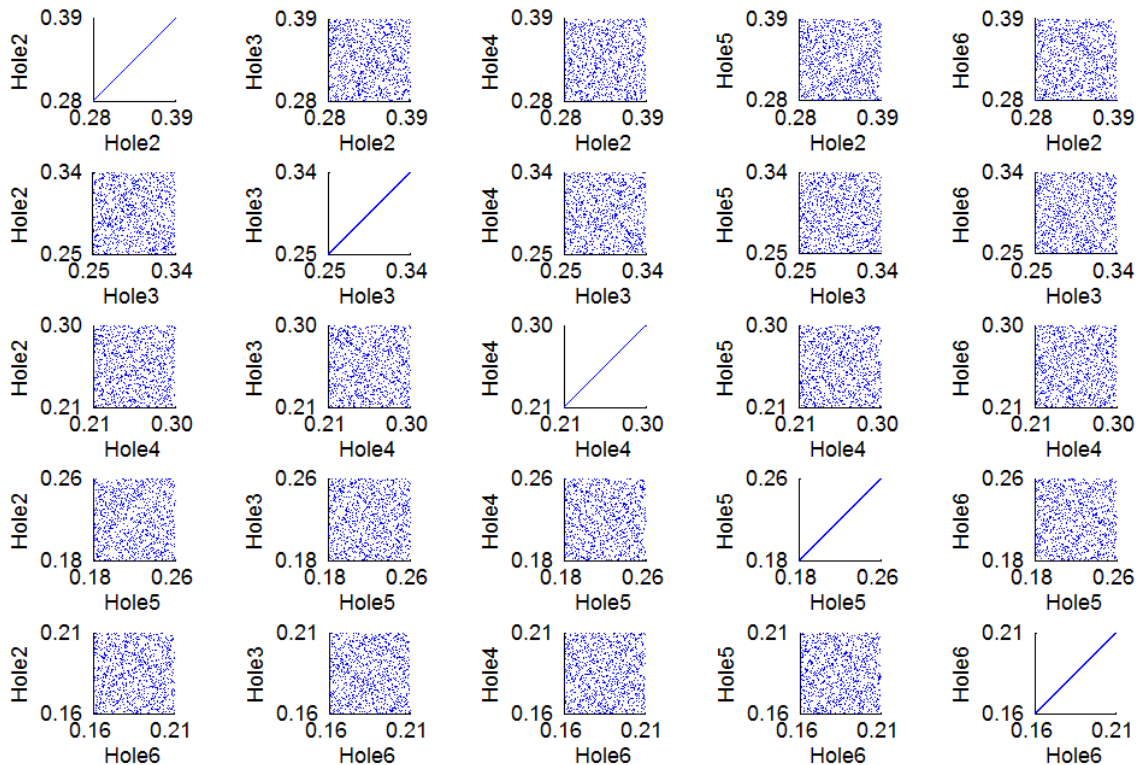 Hole2 0.39 0.28 0.28 0.39 Hole2
Hole3 0.39 0.28 0.28 0.39 Hole2
Hole4 0.39 0.28 0.28 0.39 Hole2
Hole5 0.39 0.28 0.28 0.39 Hole2
Hole6 0.39 0.28 0.28 0.39 Hole2
Hole2 0.34 0.25 0.25 0.34 Hole3
Hole3 0.34 0.25 0.25 0.34 Hole3
Hole4 0.34 0.25 0.25 0.34 Hole3
Hole5 0.34 0.25 0.25 0.34 Hole3
Hole6 0.34 0.25 0.25 0.34 Hole3
Hole2 0.30 0.21 0.21 0.30 Hole4
Hole3 0.30 0.21 0.21 0.30 Hole4
Hole4 0.30 0.21 0.21 0.30 Hole4
Hole5 0.30 0.21 0.21 0.30 Hole4
Hole6 0.30 0.21 0.21 0.30 Hole4
Hole2 0.26 0.18 0.18 0.26 Hole5
Hole3 0.26 0.18 0.18 0.26 Hole5
Hole4 0.26 0.18 0.18 0.26 Hole5
Hole5 0.26 0.18 0.18 0.26 Hole5
Hole6 0.26 0.18 0.18 0.26 Hole5
Hole2 0.21 0.16 0.16 0.21 Hole6
Hole3 0.21 0.16 0.16 0.21 Hole6
Hole4 0.21 0.16 0.16 0.21 Hole6
Hole5 0.21 0.16 0.16 0.21 Hole6
Hole6 0.21 0.16 0.16 0.21 Hole6